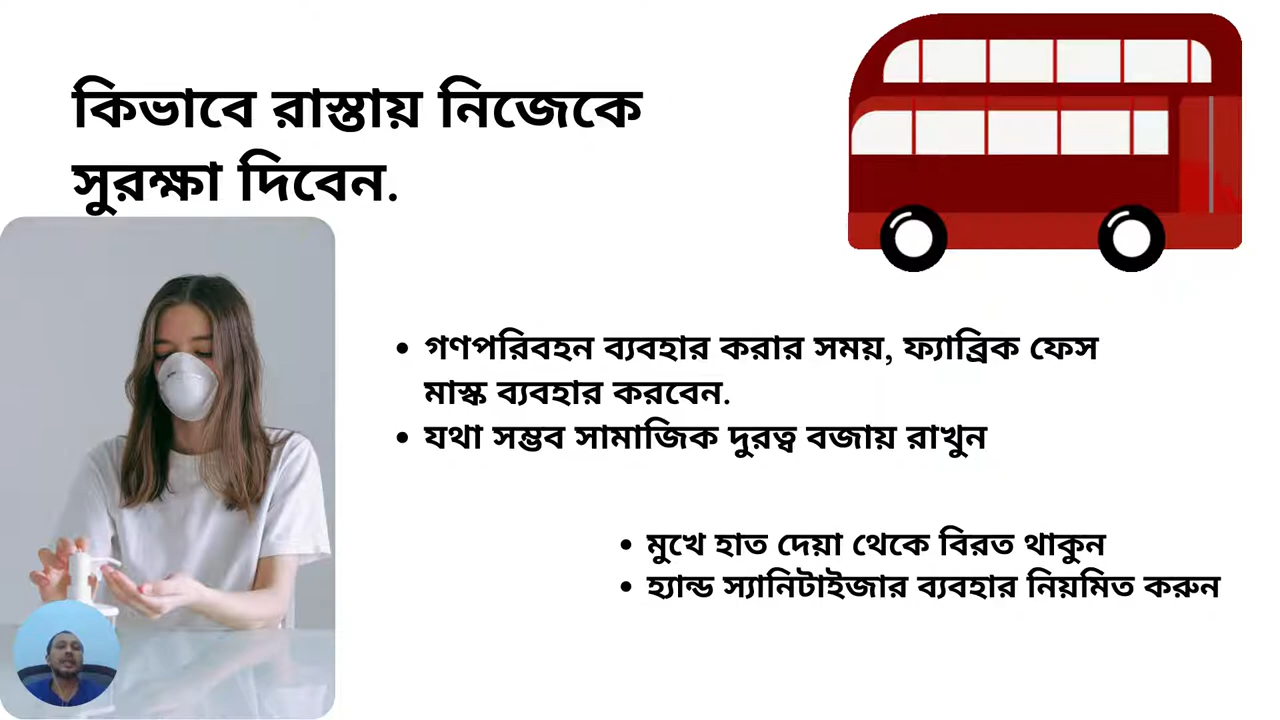 কিভাবে রাস্তায় নিজেকে
সুরক্ষা দিবেন.
• গণপরিবহন ব্যবহার করার সময়, ফ্যাব্রিক ফেস
মাস্ক ব্যবহার করবেন.
• যথা সম্ভব সামাজিক দুরত্ব বজায় রাখুন
• মুখে হাত দেয়া থেকে বিরত থাকুন
• হ্যান্ড স্যানিটাইজার ব্যবহার নিয়মিত করুন